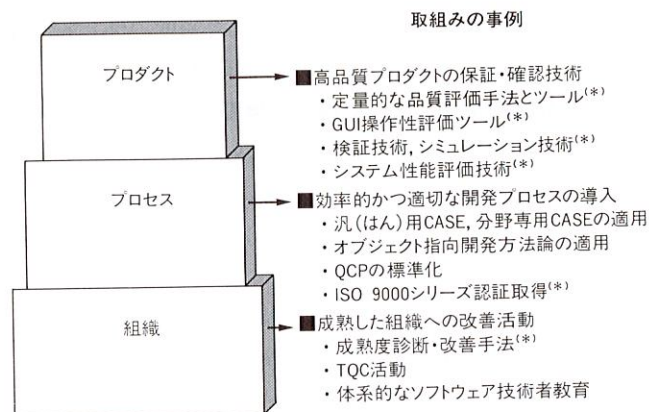 取組みの事例
プロダクト
■高品質プロダクトの保証・確認技術
・定量的な品質評価手法とツール(*)
・GUI操作性評価ツール(*)
・検証技術,シミュレーション技術(*)
・システム性能評価技術(*)
プロセス
■効率的かつ適切な開発プロセスの導入
・汎(はん)用CASE,分野専用CASEの適用
・オブジェクト指向開発方法論の適用
・QCPの標準化
・ISO 9000シリーズ認証取得(*)
組織
■成熟した組織への改善活動
・成熟度診断・改善手法(*)
・TQC活動
・体系的なソフトウェア技術者教育